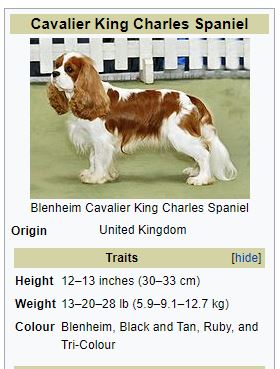 Cavalier King Charles Spaniel
Blenheim Cavalier King Charles Spaniel
Origin United Kingdom
Traits [hide]
Height 12–13 inches (30–33 cm)
Weight 13–20–28 lb (5.9–9.1–12.7 kg)
Colour Blenheim, Black and Tan, Ruby, and
Tri-Colour